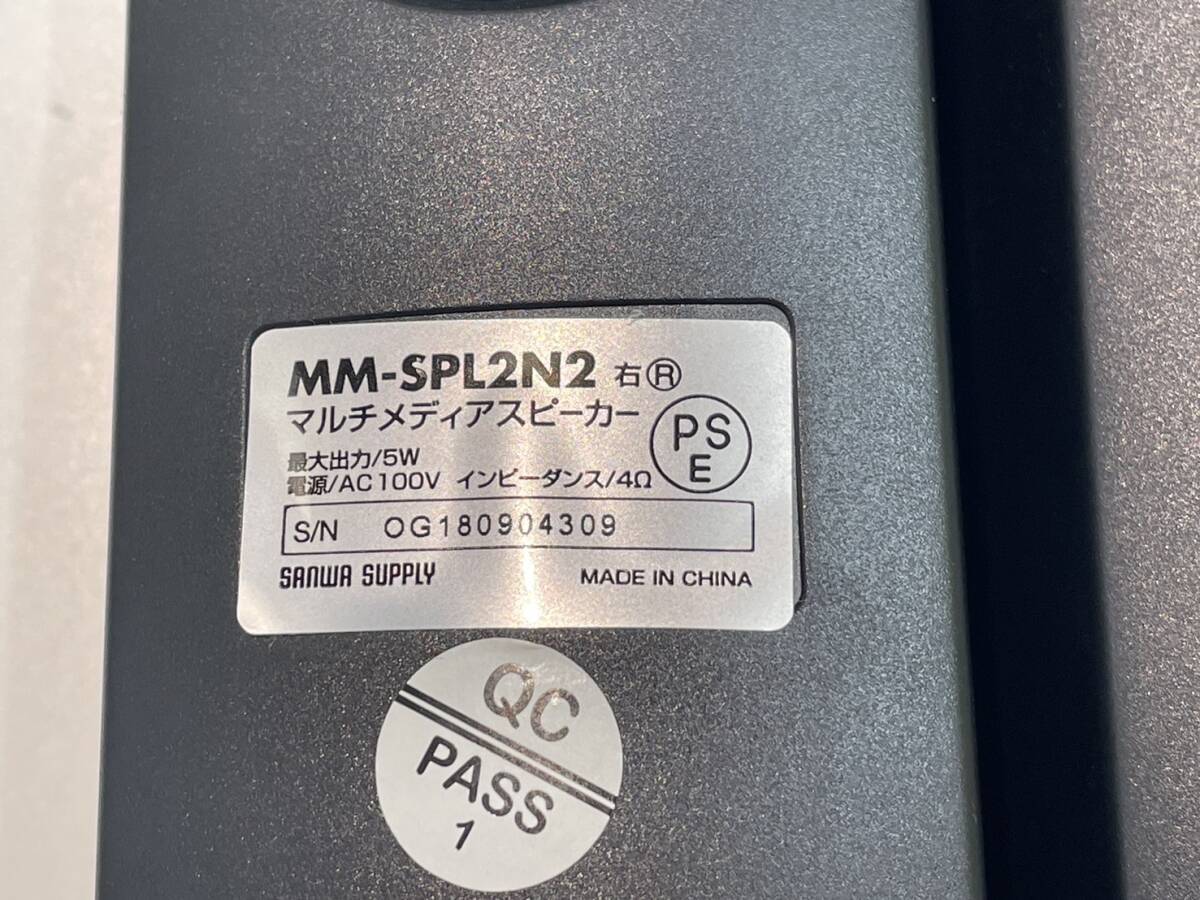 MM-SPL2N2 右Ⓡ
マルチメディアスピーカー
PS
E
最大出力/5W
電源/AC100V インピーダンス/4Ω
S/N OG180904309
SANWA SUPPLY MADE IN CHINA
QC
PASS
1